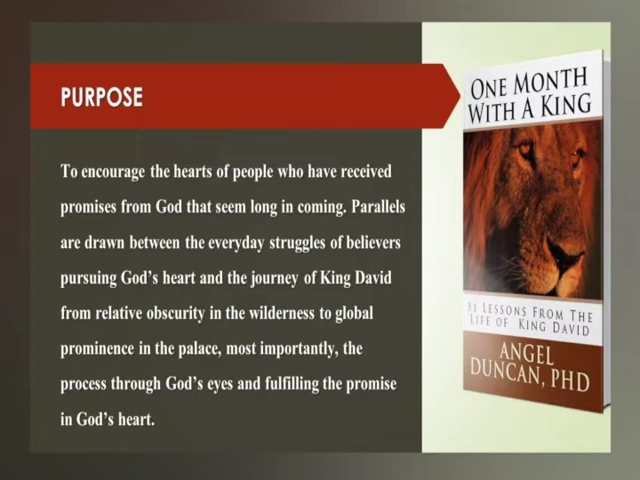 PURPOSE
To encourage the hearts of people who have received
promises from God that seem long in coming. Parallels
are drawn between the everyday struggles of believers
pursuing God's heart and the journey of King David
from relative obscurity in the wilderness to global
prominence in the palace, most importantly, the
process through God's eyes and fulfilling the promise
in God's heart.
ONE MONTH
WITH A KING
31 LESSONS FROM THE
LIFE OF KING DAVID
ANGEL
DUNCAN, PHD